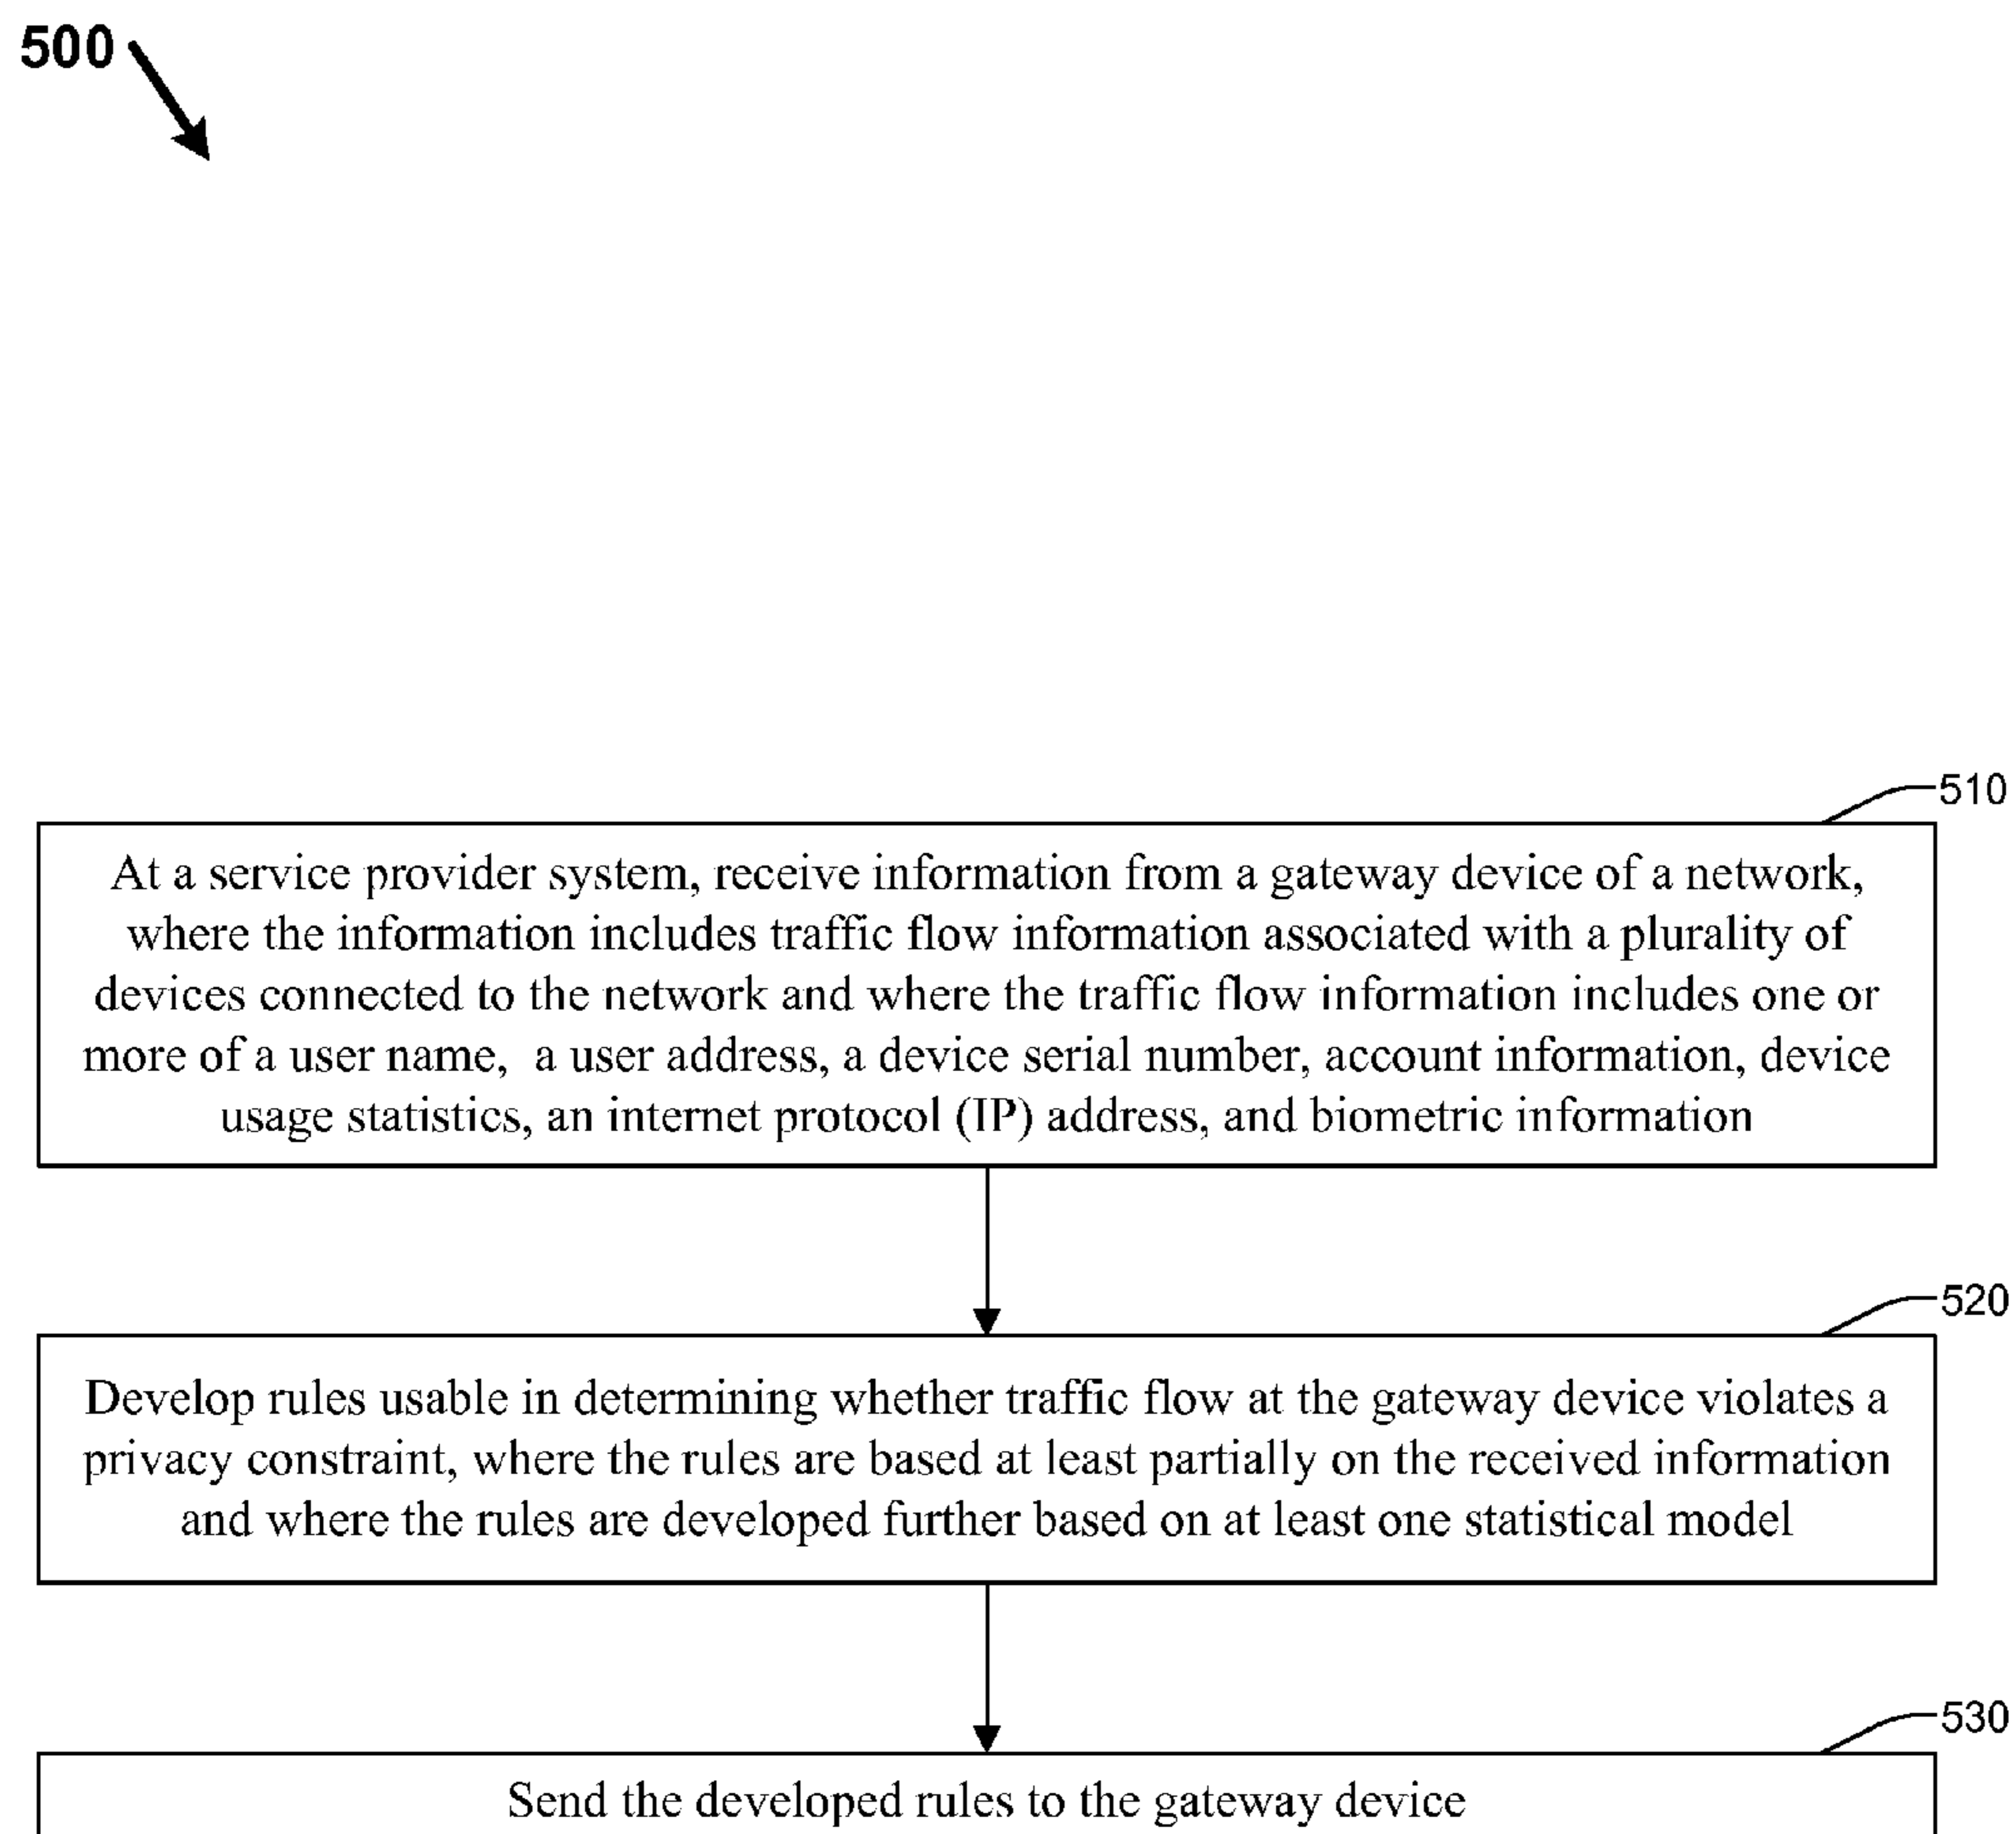 500
510
At a service provider system, receive information from a gateway device of a network,
where the information includes traffic flow information associated with a plurality of
devices connected to the network and where the traffic flow information includes one or
more of a user name, a user address, a device serial number, account information, device
usage statistics, an internet protocol (IP) address, and biometric information
520
Develop rules usable in determining whether traffic flow at the gateway device violates a
privacy constraint, where the rules are based at least partially on the received information
and where the rules are developed further based on at least one statistical model
530
Send the developed rules to the gateway device